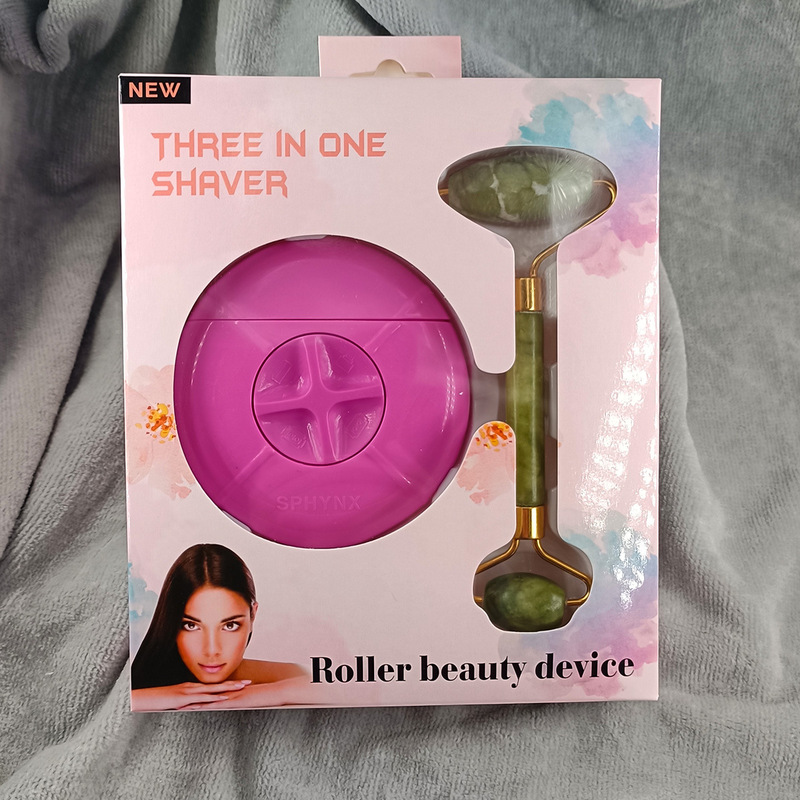 NEW
THREE IN ONE
SHAVER
SPHYNX
Roller beauty device